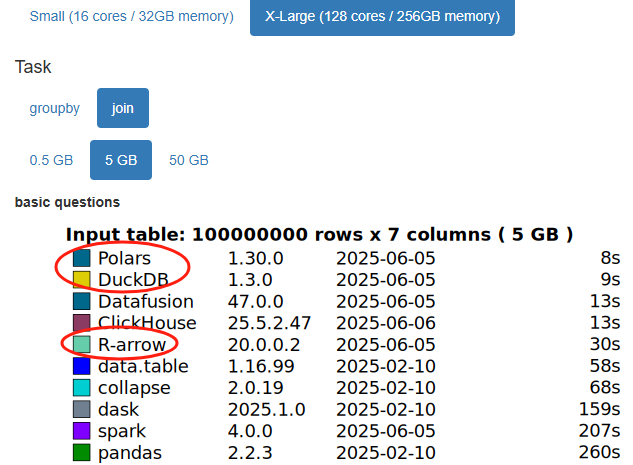 Small (16 cores / 32GB memory) X-Large (128 cores / 256GB memory)
Task
groupby join
0.5 GB 5 GB 50 GB
basic questions
Input table: 100000000 rows x 7 columns ( 5 GB )
Polars 1.30.0 2025-06-05 8s
DuckDB 1.3.0 2025-06-05 9s
Datafusion 47.0.0 2025-06-05 13s
ClickHouse 25.5.2.47 2025-06-06 13s
R-arrow 20.0.0.2 2025-06-05 30s
data.table 1.16.99 2025-02-10 58s
collapse 2.0.19 2025-02-10 68s
dask 2025.1.0 2025-02-10 159s
spark 4.0.0 2025-06-05 207s
pandas 2.2.3 2025-02-10 260s